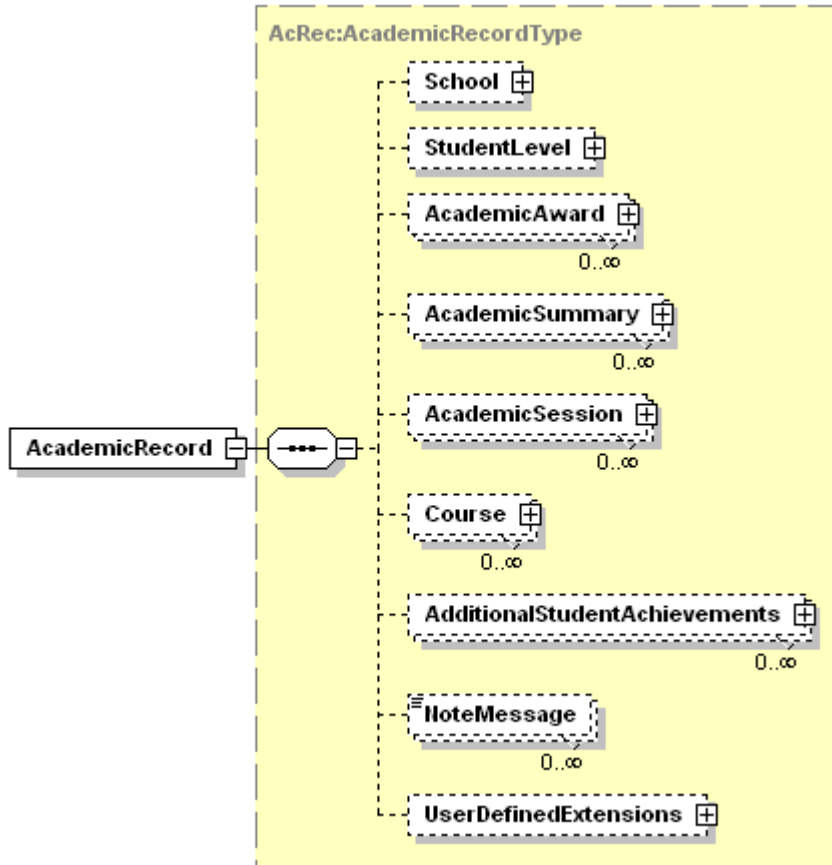 AcRec:AcademicRecordType
School
StudentLevel
AcademicAward
0..∞
AcademicSummary
0..∞
AcademicSession
0..∞
AcademicRecord
Course
0..∞
AdditionalStudentAchievements
0..∞
NoteMessage
0..∞
UserDefinedExtensions